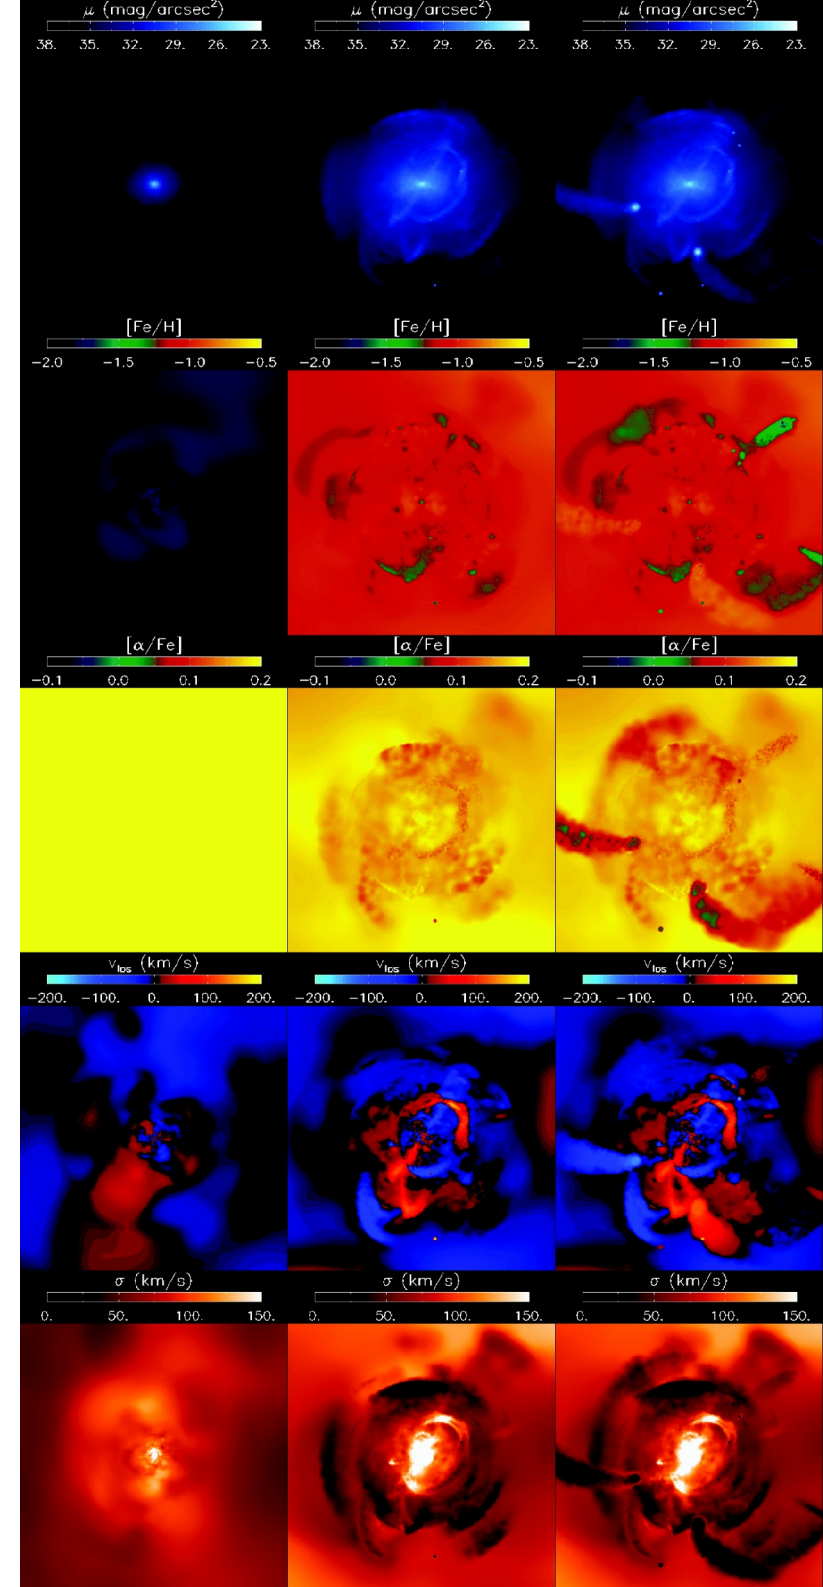 μ (mag/arcsec²) μ (mag/arcsec²) μ (mag/arcsec²)
38. 35. 32. 29. 26. 23. 38. 35. 32. 29. 26. 23. 38. 35. 32. 29. 26. 23.
[Fe/H] [Fe/H] [Fe/H]
−2.0 −1.5 −1.0 −0.5 −2.0 −1.5 −1.0 −0.5 −2.0 −1.5 −1.0 −0.5
[α/Fe] [α/Fe] [α/Fe]
−0.1 0.0 0.1 0.2 −0.1 0.0 0.1 0.2 −0.1 0.0 0.1 0.2
v_los (km/s) v_los (km/s) v_los (km/s)
−200. −100. 0. 100. 200. −200. −100. 0. 100. 200. −200. −100. 0. 100. 200.
σ (km/s) σ (km/s) σ (km/s)
0. 50. 100. 150. 0. 50. 100. 150. 0. 50. 100. 150.